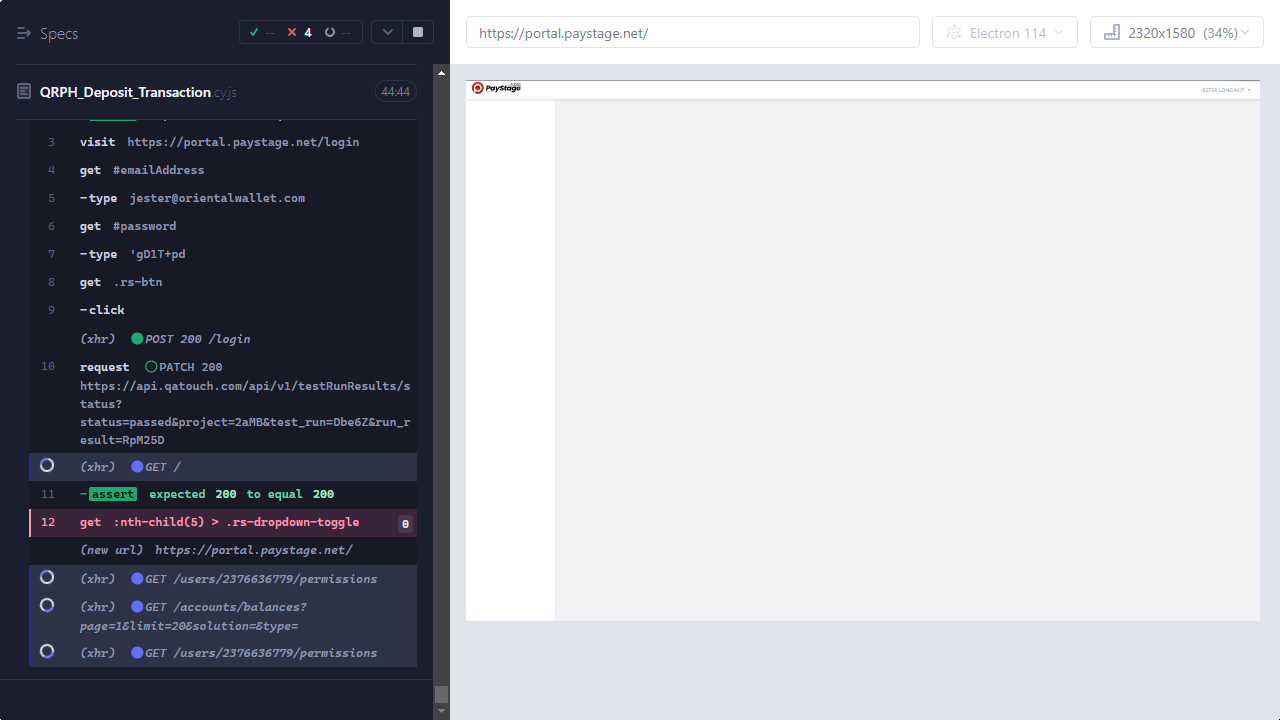 Specs
-- 4 --
https://portal.paystage.net/
Electron 114
2320x1580 (34%)
QRPH_Deposit_Transaction.cy.js
44:44
PayStage
JESTER LONGAKIT
3 visit https://portal.paystage.net/login
4 get #emailAddress
5 -type jester@orientalwallet.com
6 get #password
7 -type 'gD1T+pd
8 get .rs-btn
9 -click
(xhr) POST 200 /login
10 request PATCH 200
https://api.qatouch.com/api/v1/testRunResults/s
tatus?
status=passed&project=2aMB&test_run=Dbe6Z&run_r
esult=RpM25D
(xhr) GET /
11 -assert expected 200 to equal 200
12 get :nth-child(5) > .rs-dropdown-toggle 0
(new url) https://portal.paystage.net/
(xhr) GET /users/2376636779/permissions
(xhr) GET /accounts/balances?
page=1&limit=20&solution=&type=
(xhr) GET /users/2376636779/permissions